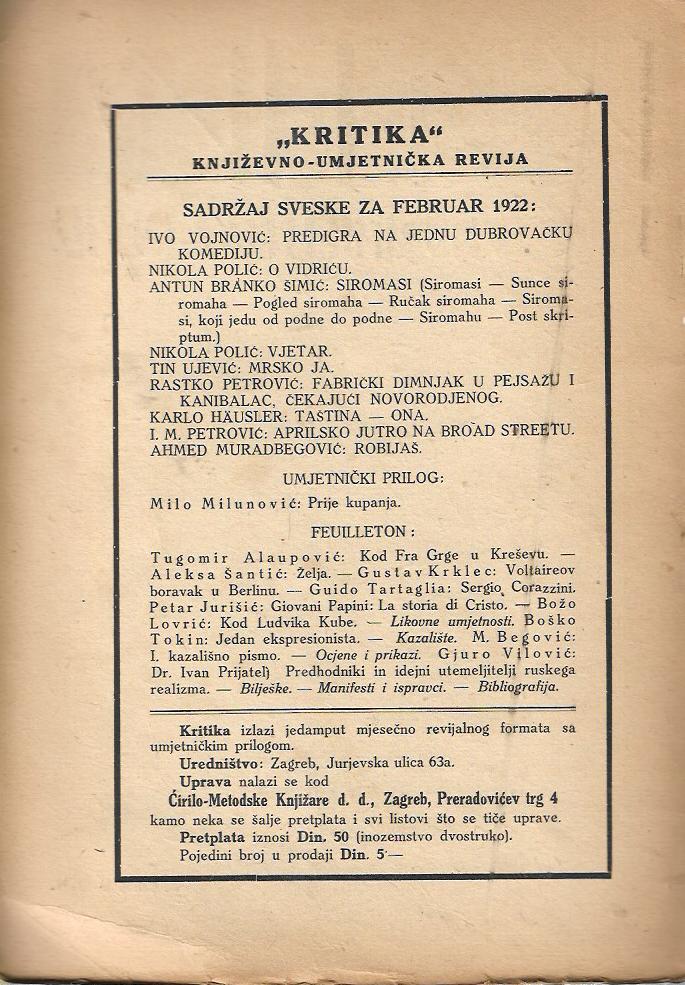 „KRITIKA“
KNJIŽEVNO-UMJETNIČKA REVIJA
SADRŽAJ SVESKE ZA FEBRUAR 1922:
IVO VOJNOVIĆ: PREDIGRA NA JEDNU DUBROVAČKU
KOMEDIJU.
NIKOLA POLIĆ: O VIDRIĆU.
ANTUN BRANKO ŠIMIĆ: SIROMASI (Siromasi — Sunce si-
romaha — Pogled siromaha — Ručak siromaha — Siroma-
si, koji jedu od podne do podne — Siromahu — Post skri-
ptum.)
NIKOLA POLIĆ: VJETAR.
TIN UJEVIĆ: MRSKO JA.
RASTKO PETROVIĆ: FABRIČKI DIMNJAK U PEJSAŽU I
KANIBALAC, ČEKAJUĆI NOVORODJENOG.
KARLO HÄUSLER: TAŠTINA — ONA.
I. M. PETROVIĆ: APRILSKO JUTRO NA BROAD STREETU.
AHMED MURADBEGOVIĆ: ROBIJAŠ.
UMJETNIČKI PRILOG:
Milo Milunović: Prije kupanja.
FEUILLETON:
Tugomir Alaupović: Kod Fra Grge u Kreševu. —
Aleksa Šantić: Želja. — Gustav Krklec: Voltaireov
boravak u Berlinu. — Guido Tartaglia: Sergio Corazzini.
Petar Jurišić: Giovani Papini: La storia di Cristo. — Božo
Lovrić: Kod Ludvika Kube. — Likovne umjetnosti. Boško
Tokin: Jedan ekspresionista. — Kazalište. M. Begović:
I. kazališno pismo. — Ocjene i prikazi. Gjuro Vilović:
Dr. Ivan Prijatelj Predhodniki in idejni utemeljitelji ruskega
realizma. — Bilješke. — Manifesti i ispravci. — Bibliografija.
Kritika izlazi jedamput mjesečno revijalnog formata sa
umjetničkim prilogom.
Uredništvo: Zagreb, Jurjevska ulica 63a.
Uprava nalazi se kod
Ćirilo-Metodske Knjižare d. d., Zagreb, Preradovićev trg 4
kamo neka se šalje pretplata i svi listovi što se tiče uprave.
Pretplata iznosi Din. 50 (inozemstvo dvostruko).
Pojedini broj u prodaji Din. 5·—